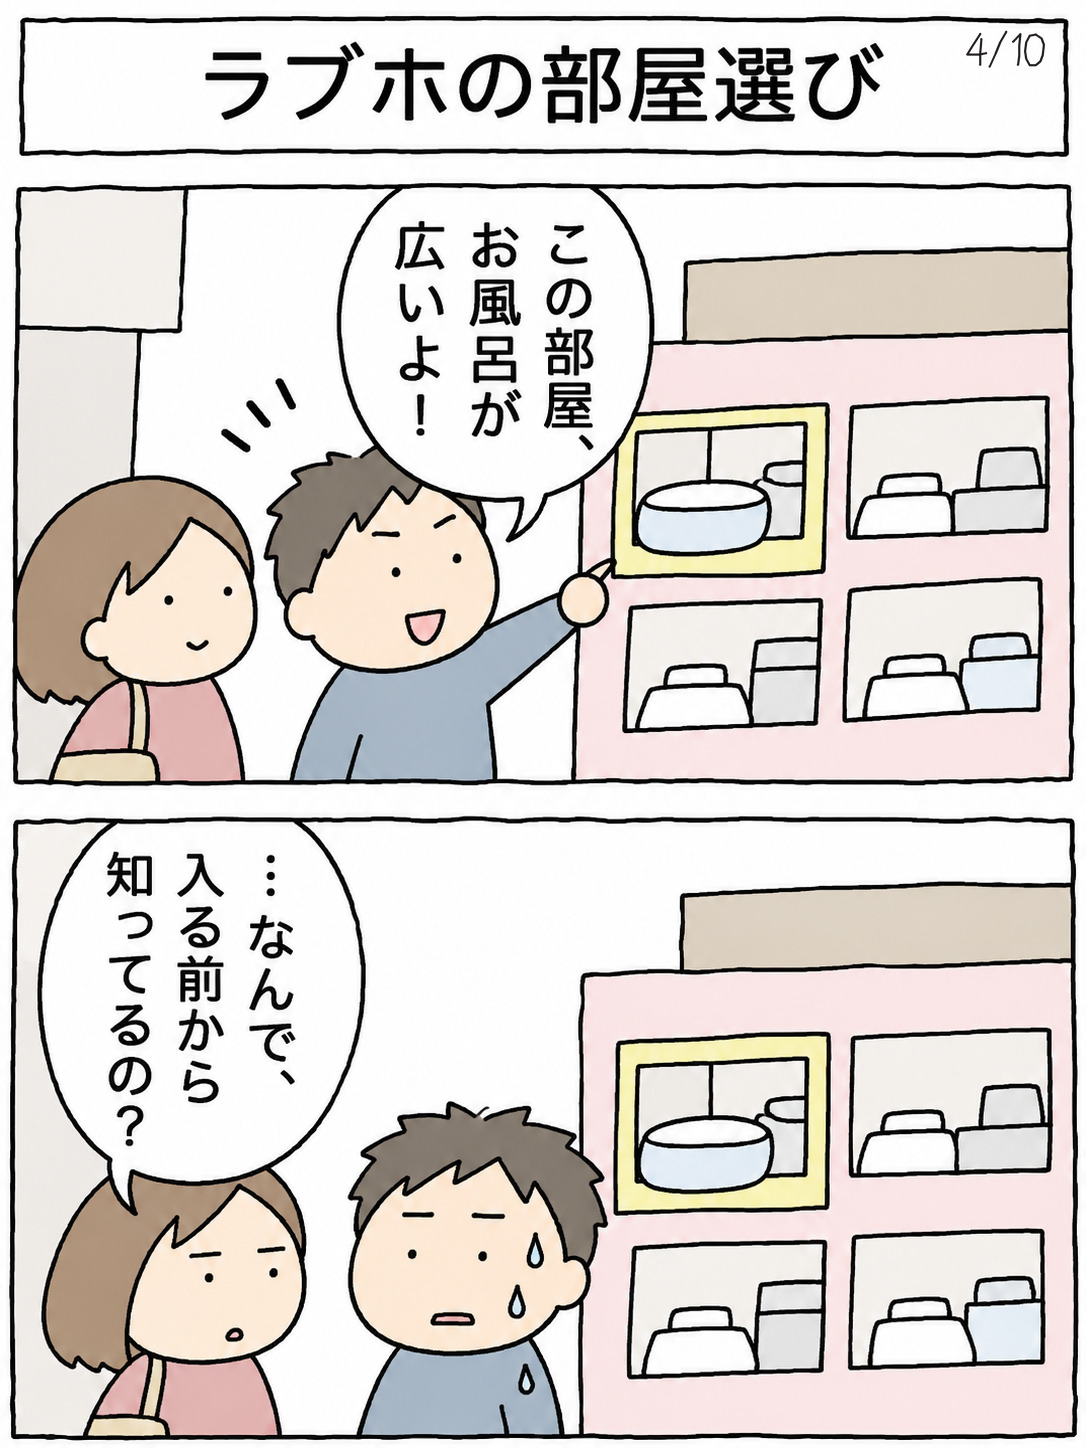 ラブホの部屋選び
4/10
この部屋、
お風呂が
広いよ！
…なんで、
入る前から
知ってるの？